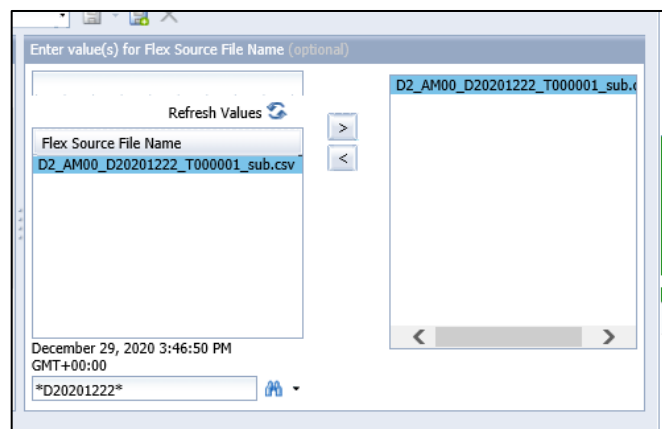 Enter value(s) for Flex Source File Name (optional)
Refresh Values
Flex Source File Name
D2_AM00_D20201222_T000001_sub.csv
December 29, 2020 3:46:50 PM
GMT+00:00
*D20201222*
>
<
D2_AM00_D20201222_T000001_sub.c